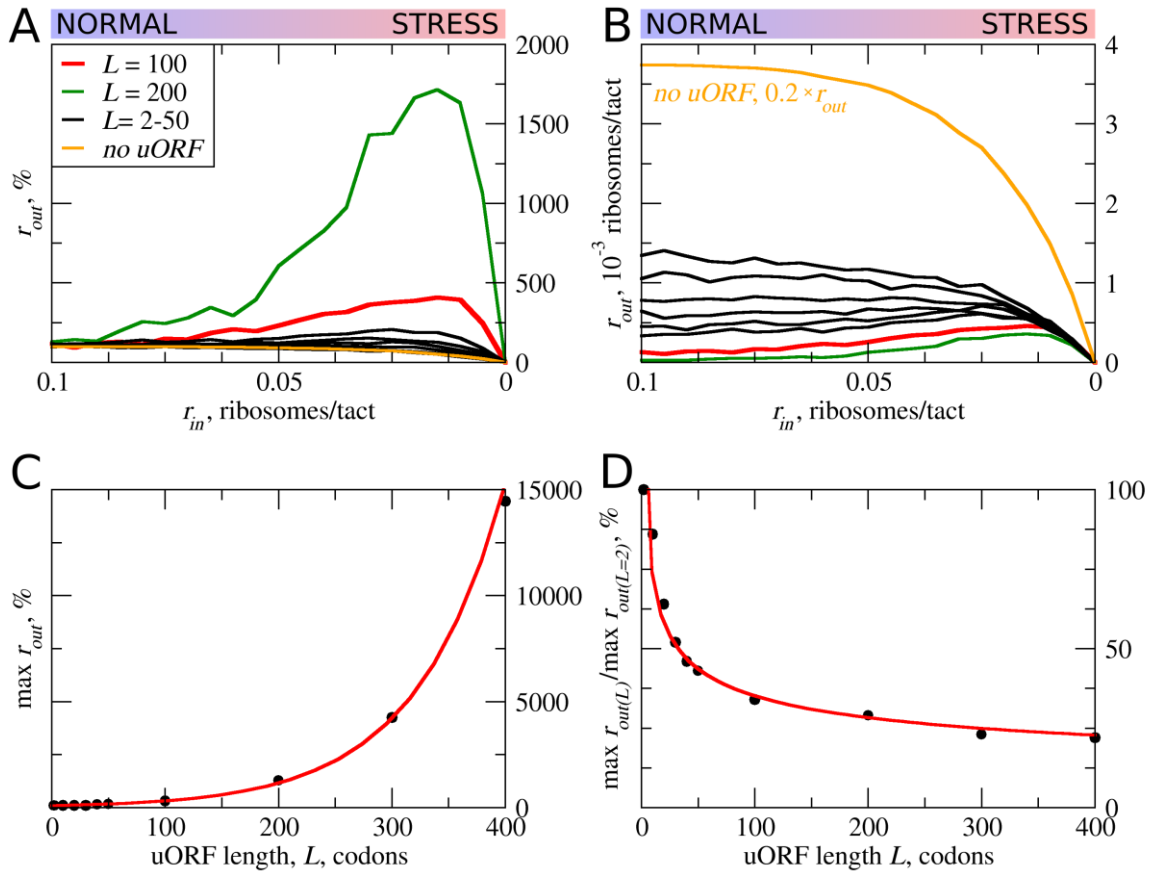 A
NORMAL STRESS
L = 100
L = 200
L= 2-50
no uORF
r_out, %
2000
1500
1000
500
0
0.1 0.05 0
r_in, ribosomes/tact
B
NORMAL STRESS
no uORF, 0.2 × r_out
r_out, 10^-3 ribosomes/tact
4
3
2
1
0
0.1 0.05 0
r_in, ribosomes/tact
C
max r_out, %
15000
10000
5000
0
0 100 200 300 400
uORF length, L, codons
D
max r_out(L)/max r_out(L=2), %
100
50
0
0 100 200 300 400
uORF length L, codons